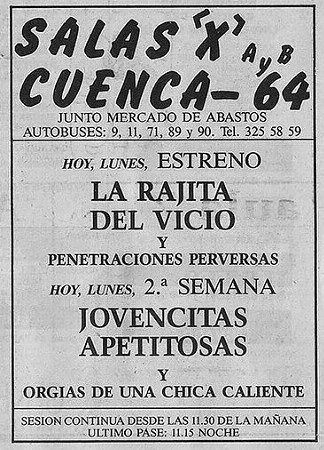 SALAS "X" A y B
CUENCA-64
JUNTO MERCADO DE ABASTOS
AUTOBUSES: 9, 11, 71, 89 y 90. Tel. 325 58 59
HOY, LUNES, ESTRENO
LA RAJITA
DEL VICIO
Y
PENETRACIONES PERVERSAS
HOY, LUNES, 2.ª SEMANA
JOVENCITAS
APETITOSAS
Y
ORGIAS DE UNA CHICA CALIENTE
SESION CONTINUA DESDE LAS 11.30 DE LA MAÑANA
ULTIMO PASE: 11.15 NOCHE